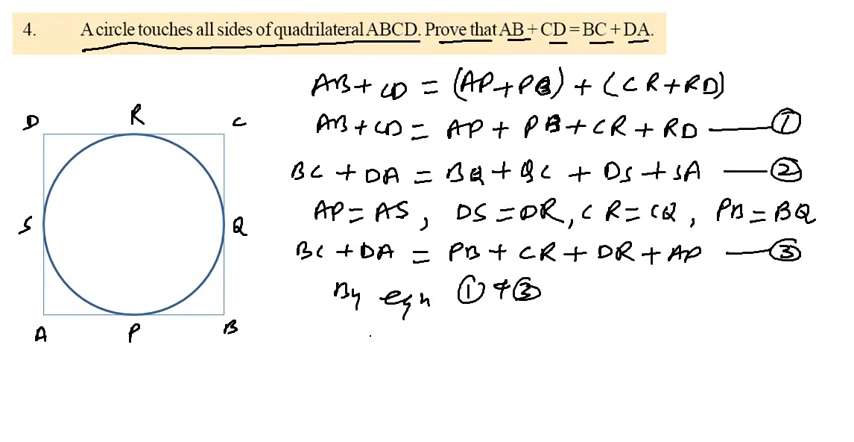 4. A circle touches all sides of quadrilateral ABCD. Prove that AB + CD = BC + DA.
AB + CD = (AP + PB) + (CR + RD)
AB + CD = AP + PB + CR + RD — ①
BC + DA = BQ + QC + DS + SA — ②
AP = AS, DS = DR, CR = CQ, PB = BQ
BC + DA = PB + CR + DR + AP — ③
By eqn ① & ③
D R C
S Q
A P B